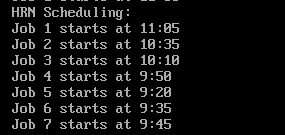 HRN Scheduling:
Job 1 starts at 11:05
Job 2 starts at 10:35
Job 3 starts at 10:10
Job 4 starts at 9:50
Job 5 starts at 9:20
Job 6 starts at 9:35
Job 7 starts at 9:45